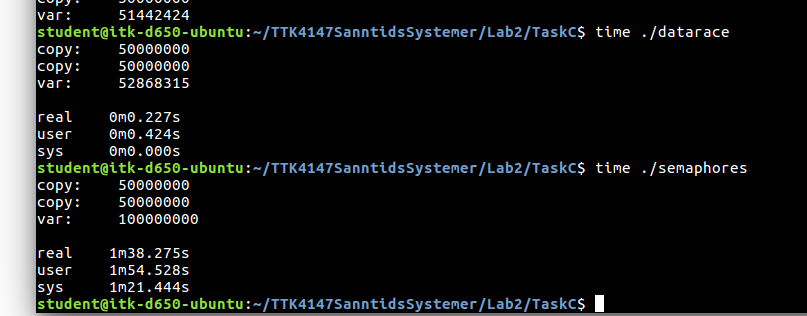 copy:     50000000
var:      51442424
student@itk-d650-ubuntu:~/TTK4147SanntidsSystemer/Lab2/TaskC$ time ./datarace
copy:     50000000
copy:     50000000
var:      52868315

real    0m0.227s
user    0m0.424s
sys     0m0.000s
student@itk-d650-ubuntu:~/TTK4147SanntidsSystemer/Lab2/TaskC$ time ./semaphores
copy:     50000000
copy:     50000000
var:      100000000

real    1m38.275s
user    1m54.528s
sys     1m21.444s
student@itk-d650-ubuntu:~/TTK4147SanntidsSystemer/Lab2/TaskC$